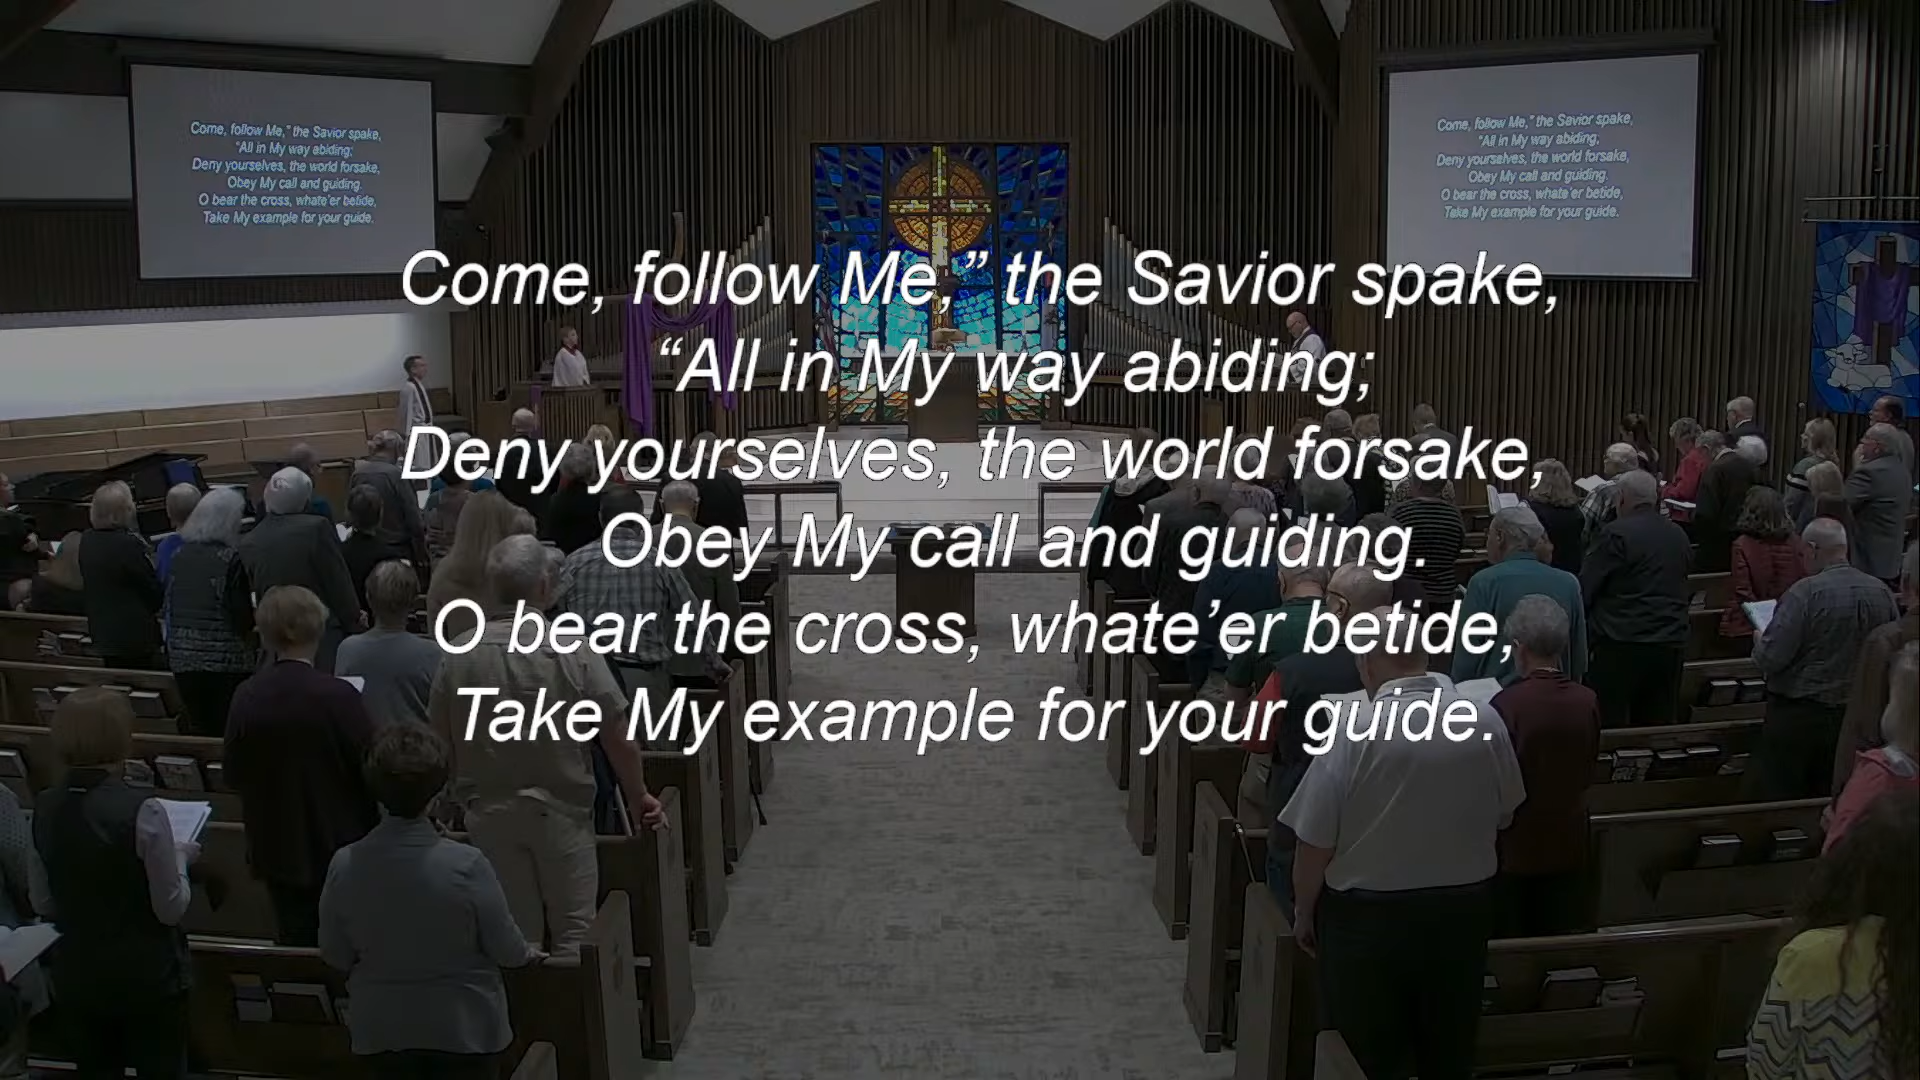 Come, follow Me,” the Savior spake,
“All in My way abiding;
Deny yourselves, the world forsake,
Obey My call and guiding.
O bear the cross, whate’er betide,
Take My example for your guide.
Come, follow Me,” the Savior spake,
“All in My way abiding;
Deny yourselves, the world forsake,
Obey My call and guiding.
O bear the cross, whate’er betide,
Take My example for your guide.
Come, follow Me,” the Savior spake,
“All in My way abiding;
Deny yourselves, the world forsake,
Obey My call and guiding.
O bear the cross, whate’er betide,
Take My example for your guide.